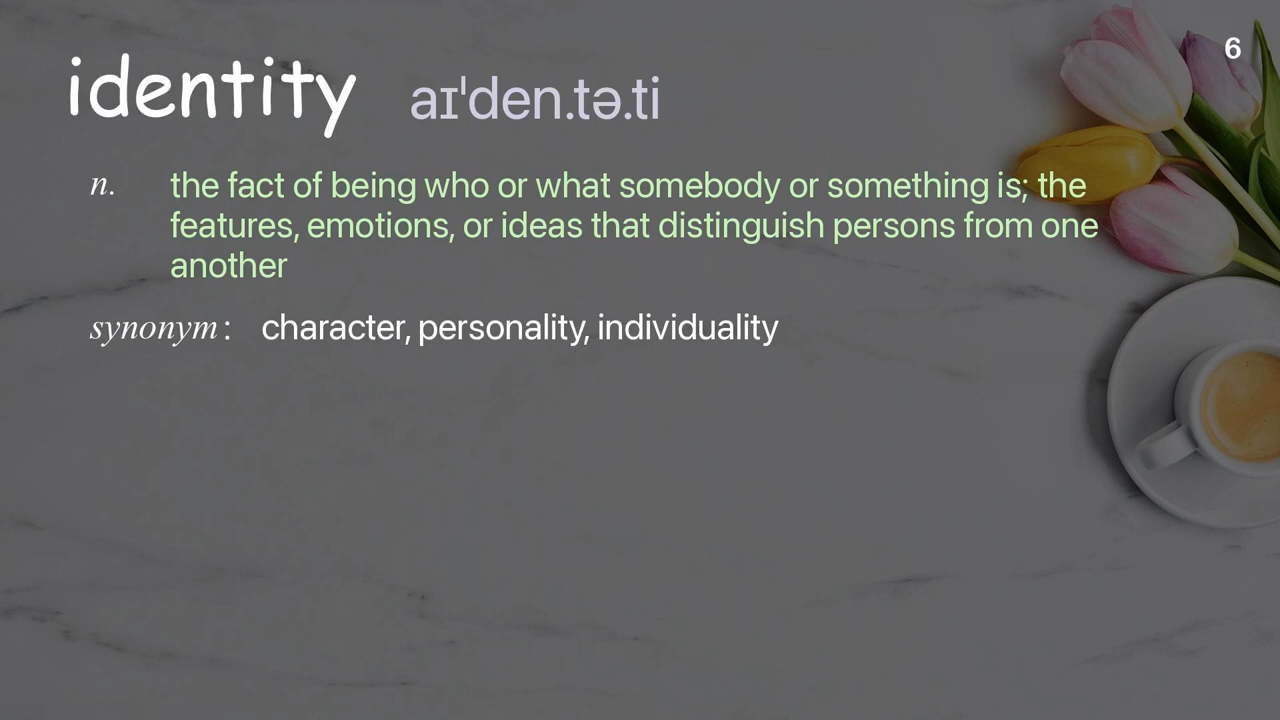 6
identity aɪˈden.tə.ti
n. the fact of being who or what somebody or something is; the
features, emotions, or ideas that distinguish persons from one
another
synonym: character, personality, individuality